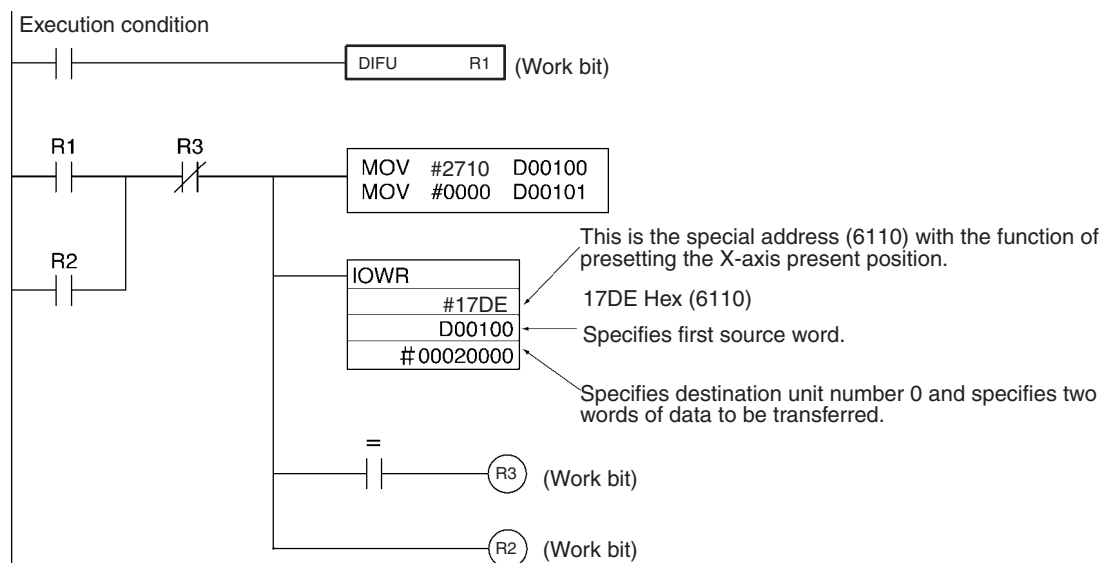 Execution condition
DIFU R1 (Work bit)
R1 R3
MOV #2710 D00100
MOV #0000 D00101
This is the special address (6110) with the function of
presetting the X-axis present position.
R2
IOWR
#17DE
17DE Hex (6110)
D00100
Specifies first source word.
#00020000
Specifies destination unit number 0 and specifies two
words of data to be transferred.
=
R3 (Work bit)
R2 (Work bit)